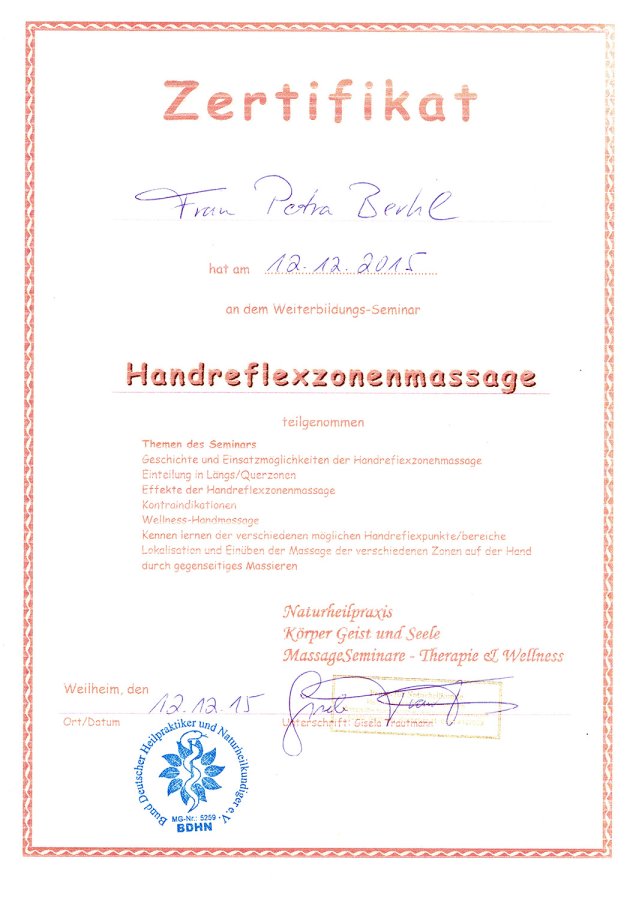 Zertifikat
Frau Petra
hat am 12.12.2015
an dem Weiterbildungs-Seminar
Handreflexzonenmassage
teilgenommen
Themen des Seminars
Geschichte und Einsatzmöglichkeiten der Handreflexzonenmassage
Einteilung in Längs/Querzonen
Effekte der Handreflexzonenmassage
Kontraindikationen
Wellness-Handmassage
Kennen lernen der verschiedenen möglichen Handreflexpunkte/bereiche
Lokalisation und Einüben der Massage der verschiedenen Zonen auf der Hand
durch gegenseitiges Massieren
Naturheilpraxis
Körper Geist und Seele
MassageSeminare - Therapie & Wellness
Weilheim, den 12.12.15
Ort/Datum
Unterschrift: Gisela Trautmann
Bund Deutscher Heilpraktiker und Naturheilkundiger e.V.
MG-Nr.: 5259
BDHN